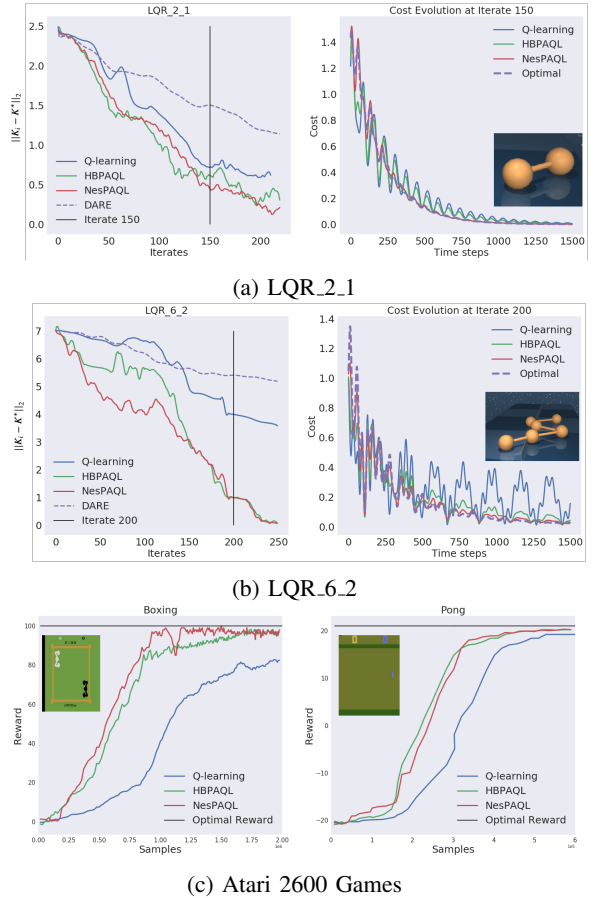 LQR_2_1
||K_i − K*||_2
2.5
2.0
1.5
1.0
0.5
0.0
Q-learning
HBPAQL
NesPAQL
DARE
Iterate 150
0 50 100 150 200
Iterates
Cost Evolution at Iterate 150
Cost
1.4
1.2
1.0
0.8
0.6
0.4
0.2
0.0
Q-learning
HBPAQL
NesPAQL
Optimal
0 250 500 750 1000 1250 1500
Time steps
(a) LQR_2_1
LQR_6_2
||K_i − K*||_2
7
6
5
4
3
2
1
0
Q-learning
HBPAQL
NesPAQL
DARE
Iterate 200
0 50 100 150 200 250
Iterates
Cost Evolution at Iterate 200
Cost
1.4
1.2
1.0
0.8
0.6
0.4
0.2
0.0
Q-learning
HBPAQL
NesPAQL
Optimal
0 250 500 750 1000 1250 1500
Time steps
(b) LQR_6_2
Boxing
Reward
100
80
60
40
20
0
Q-learning
HBPAQL
NesPAQL
Optimal Reward
0.00 0.25 0.50 0.75 1.00 1.25 1.50 1.75 2.00
1e6
Samples
Pong
Reward
20
10
0
−10
−20
Q-learning
HBPAQL
NesPAQL
Optimal Reward
0 1 2 3 4 5 6
Samples
(c) Atari 2600 Games